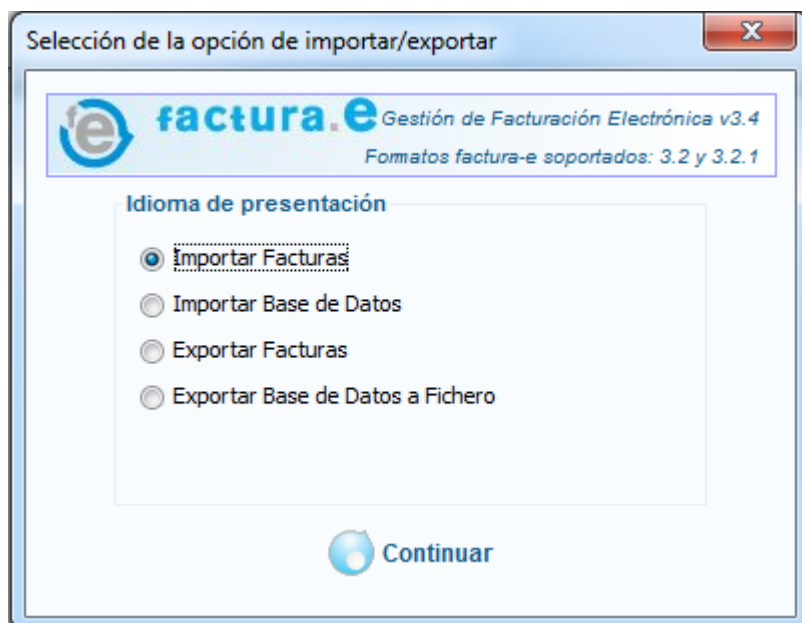 Selección de la opción de importar/exportar
factura.e Gestión de Facturación Electrónica v3.4
Formatos factura-e soportados: 3.2 y 3.2.1
Idioma de presentación
Importar Facturas
Importar Base de Datos
Exportar Facturas
Exportar Base de Datos a Fichero
Continuar